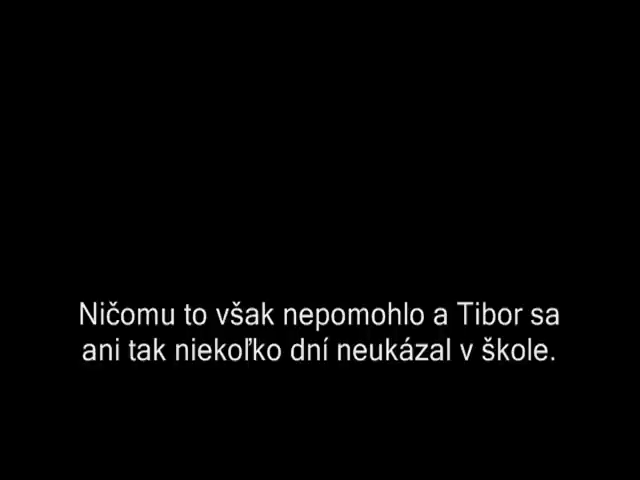 Ničomu to však nepomohlo a Tibor sa
ani tak niekoľko dní neukázal v škole.